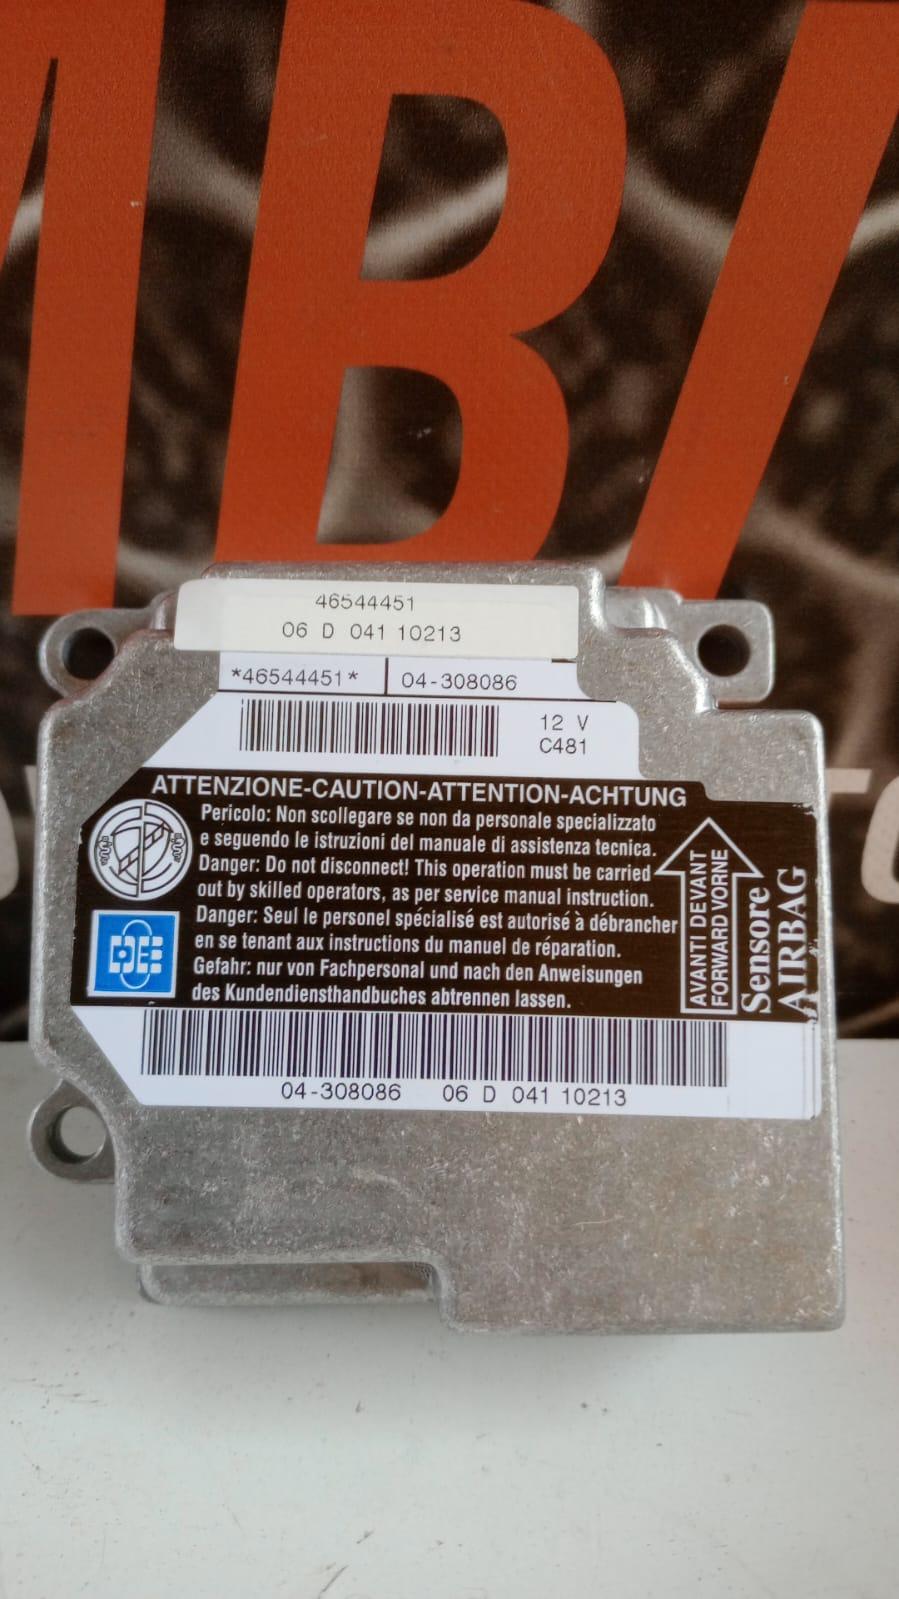 MBI
46544451
06 D 041 10213
*46544451* 04-308086
12 V
C481
ATTENZIONE-CAUTION-ATTENTION-ACHTUNG
Pericolo: Non scollegare se non da personale specializzato
e seguendo le istruzioni del manuale di assistenza tecnica.
Danger: Do not disconnect! This operation must be carried
out by skilled operators, as per service manual instruction.
Danger: Seul le personel spécialisé est autorisé à débrancher
en se tenant aux instructions du manuel de réparation.
Gefahr: nur von Fachpersonal und nach den Anweisungen
des Kundendiensthandbuches abtrennen lassen.
AVANTI DEVANT
FORWARD VORNE
Sensore
AIRBAG
04-308086 06 D 041 10213